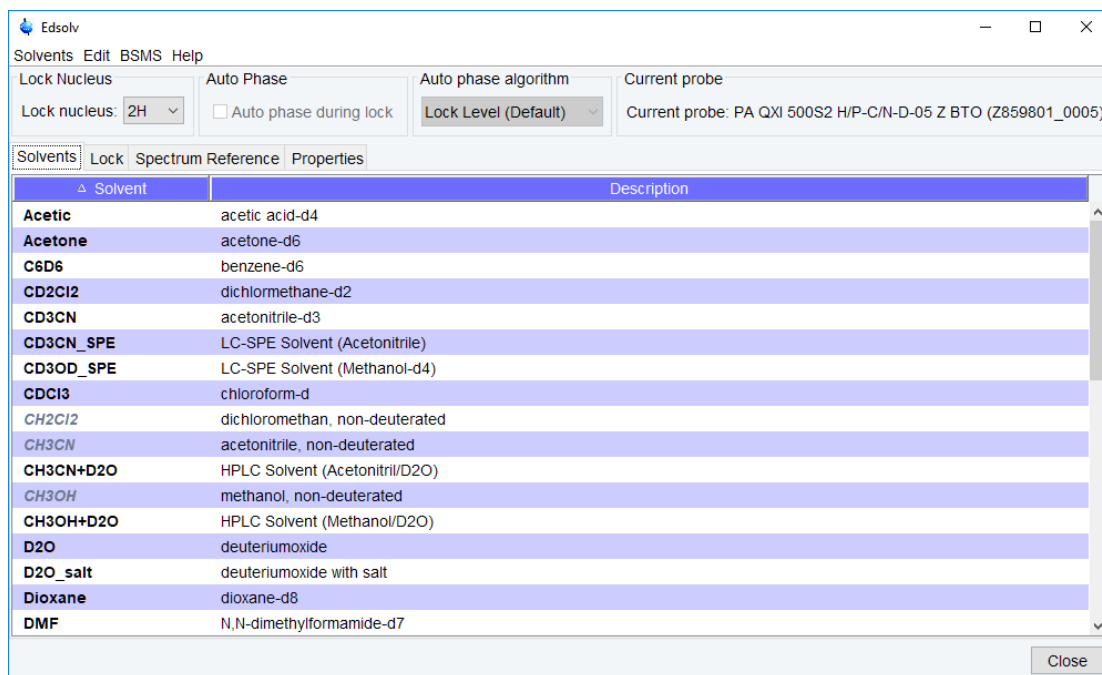 Edsolv
Solvents Edit BSMS Help
Lock Nucleus Auto Phase Auto phase algorithm Current probe
Lock nucleus: 2H Auto phase during lock Lock Level (Default) Current probe: PA QXI 500S2 H/P-C/N-D-05 Z BTO (Z859801_0005)
Solvents Lock Spectrum Reference Properties
Solvent Description
Acetic acetic acid-d4
Acetone acetone-d6
C6D6 benzene-d6
CD2Cl2 dichlormethane-d2
CD3CN acetonitrile-d3
CD3CN_SPE LC-SPE Solvent (Acetonitrile)
CD3OD_SPE LC-SPE Solvent (Methanol-d4)
CDCl3 chloroform-d
CH2Cl2 dichloromethan, non-deuterated
CH3CN acetonitrile, non-deuterated
CH3CN+D2O HPLC Solvent (Acetonitril/D2O)
CH3OH methanol, non-deuterated
CH3OH+D2O HPLC Solvent (Methanol/D2O)
D2O deuteriumoxide
D2O_salt deuteriumoxide with salt
Dioxane dioxane-d8
DMF N,N-dimethylformamide-d7
Close